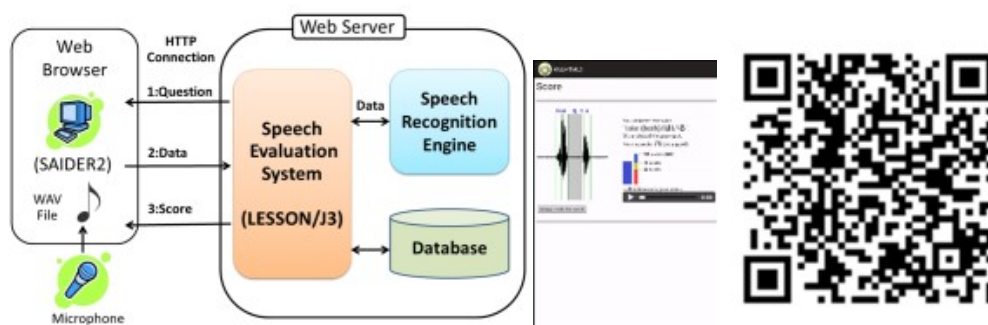 Web Server
Web
Browser
(SAIDER2)
WAV
File
Microphone
HTTP
Connection
1:Question
2:Data
3:Score
Speech
Evaluation
System
(LESSON/J3)
Data
Speech
Recognition
Engine
Database
Score